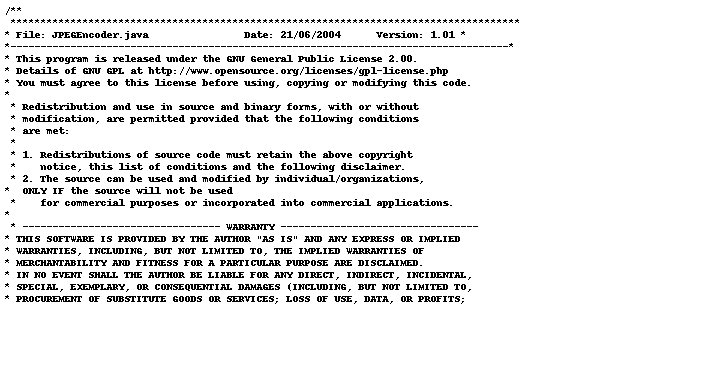 /**
*************************************************************************************
* File: JPEGEncoder.java                Date: 21/06/2004      Version: 1.01 *
*-----------------------------------------------------------------------------------*
* This program is released under the GNU General Public License 2.00.
* Details of GNU GPL at http://www.opensource.org/licenses/gpl-license.php
* You must agree to this license before using, copying or modifying this code.
*
* Redistribution and use in source and binary forms, with or without
* modification, are permitted provided that the following conditions
* are met:
*
* 1. Redistributions of source code must retain the above copyright
*    notice, this list of conditions and the following disclaimer.
* 2. The source can be used and modified by individual/organizations,
*  ONLY IF the source will not be used
*     for commercial purposes or incorporated into commercial applications.
*
* --------------------------------- WARRANTY ---------------------------------
* THIS SOFTWARE IS PROVIDED BY THE AUTHOR "AS IS" AND ANY EXPRESS OR IMPLIED
* WARRANTIES, INCLUDING, BUT NOT LIMITED TO, THE IMPLIED WARRANTIES OF
* MERCHANTABILITY AND FITNESS FOR A PARTICULAR PURPOSE ARE DISCLAIMED.
* IN NO EVENT SHALL THE AUTHOR BE LIABLE FOR ANY DIRECT, INDIRECT, INCIDENTAL,
* SPECIAL, EXEMPLARY, OR CONSEQUENTIAL DAMAGES (INCLUDING, BUT NOT LIMITED TO,
* PROCUREMENT OF SUBSTITUTE GOODS OR SERVICES; LOSS OF USE, DATA, OR PROFITS;